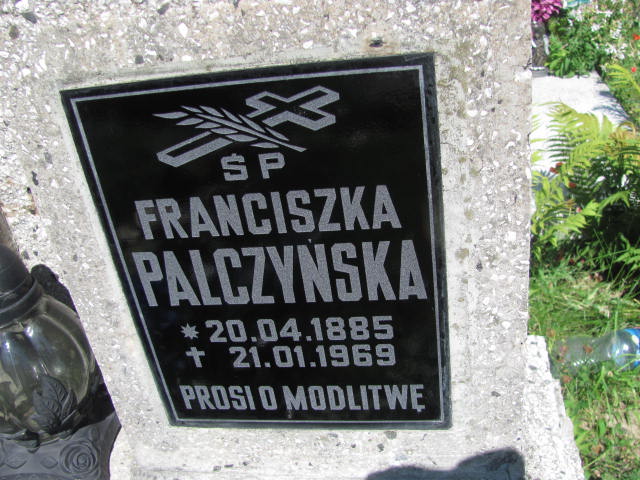 ŚP
FRANCISZKA
PALCZYŃSKA
* 20.04.1885
✝ 21.01.1969
PROSI O MODLITWĘ